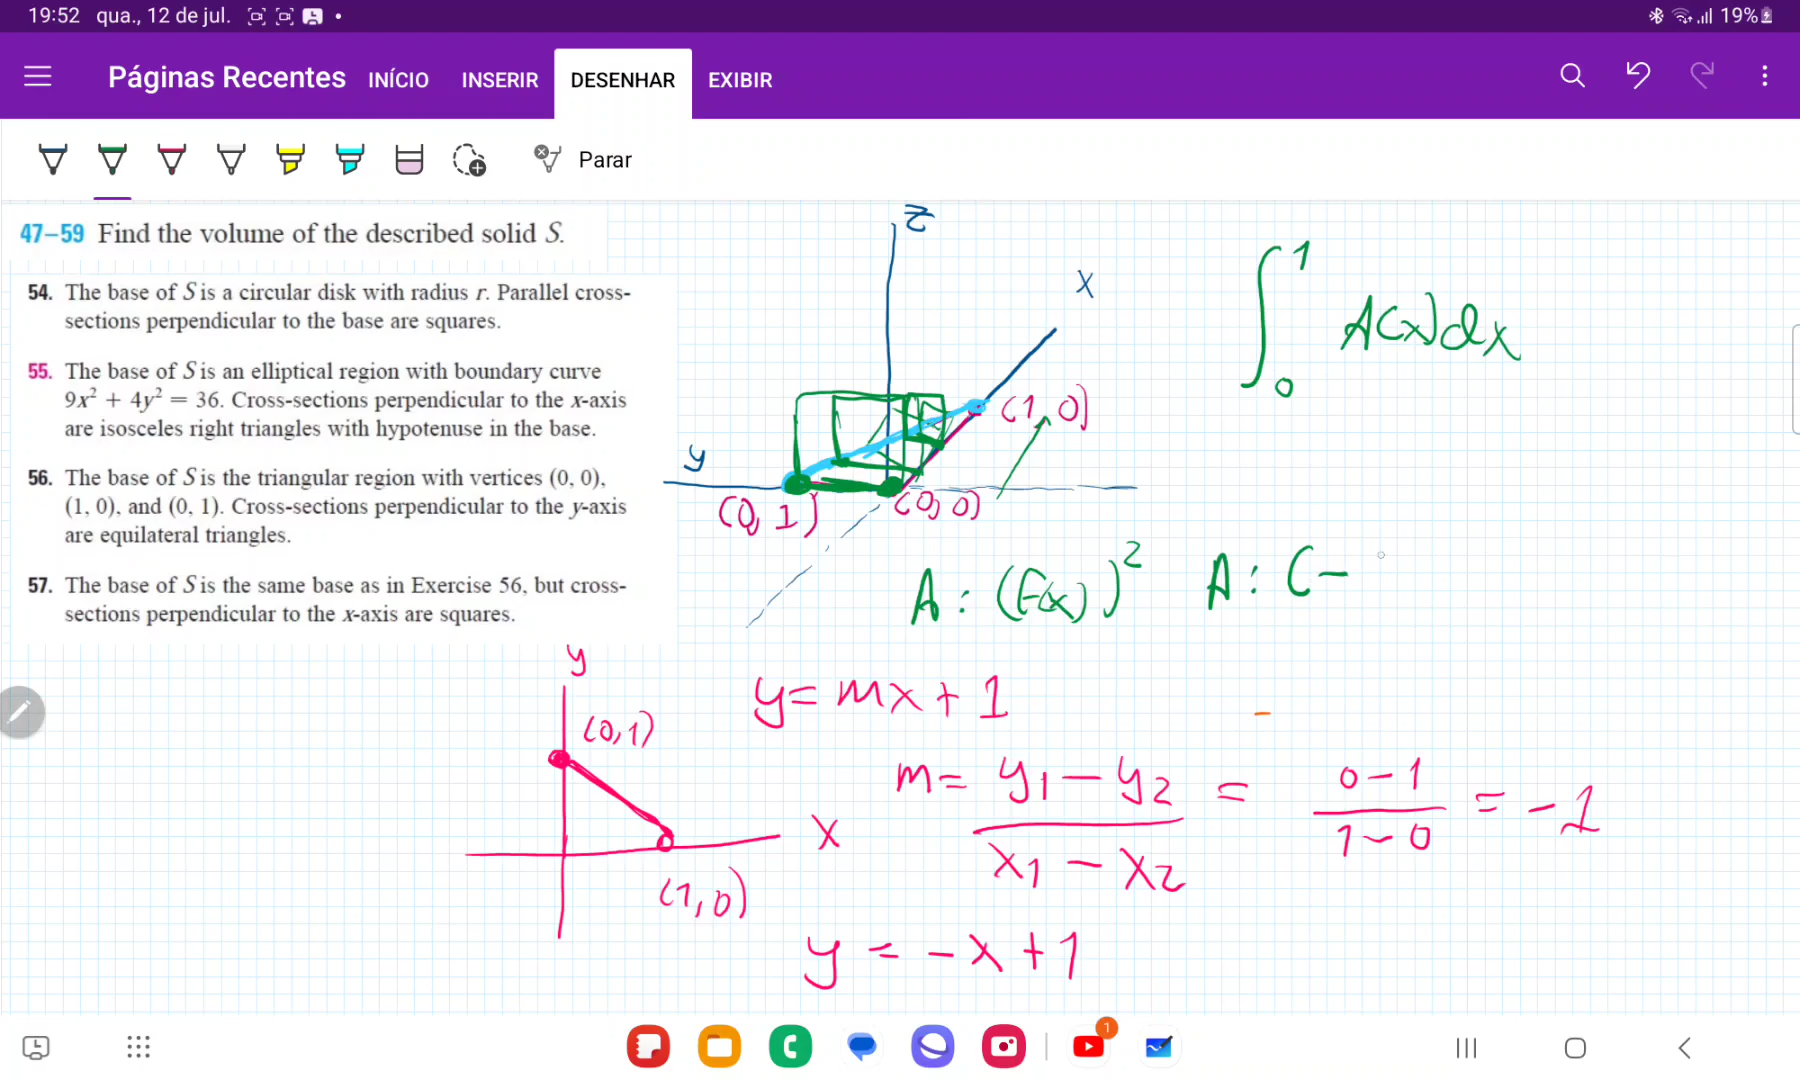 19:52 qua., 12 de jul. 19%
Páginas Recentes INÍCIO INSERIR DESENHAR EXIBIR
Parar
47–59 Find the volume of the described solid S.
54. The base of S is a circular disk with radius r. Parallel cross-
sections perpendicular to the base are squares.
55. The base of S is an elliptical region with boundary curve
9x² + 4y² = 36. Cross-sections perpendicular to the x-axis
are isosceles right triangles with hypotenuse in the base.
56. The base of S is the triangular region with vertices (0, 0),
(1, 0), and (0, 1). Cross-sections perpendicular to the y-axis
are equilateral triangles.
57. The base of S is the same base as in Exercise 56, but cross-
sections perpendicular to the x-axis are squares.
z
x
y
(1,0)
(0,1)
(0,0)
∫₀¹ A(x)dx
A: (F(x))²
A: (-
y
(0,1)
x
(1,0)
y = mx + 1
m = y1 - y2 / x1 - x2 = 0 - 1 / 1 - 0 = -1
-
y = -x + 1
1